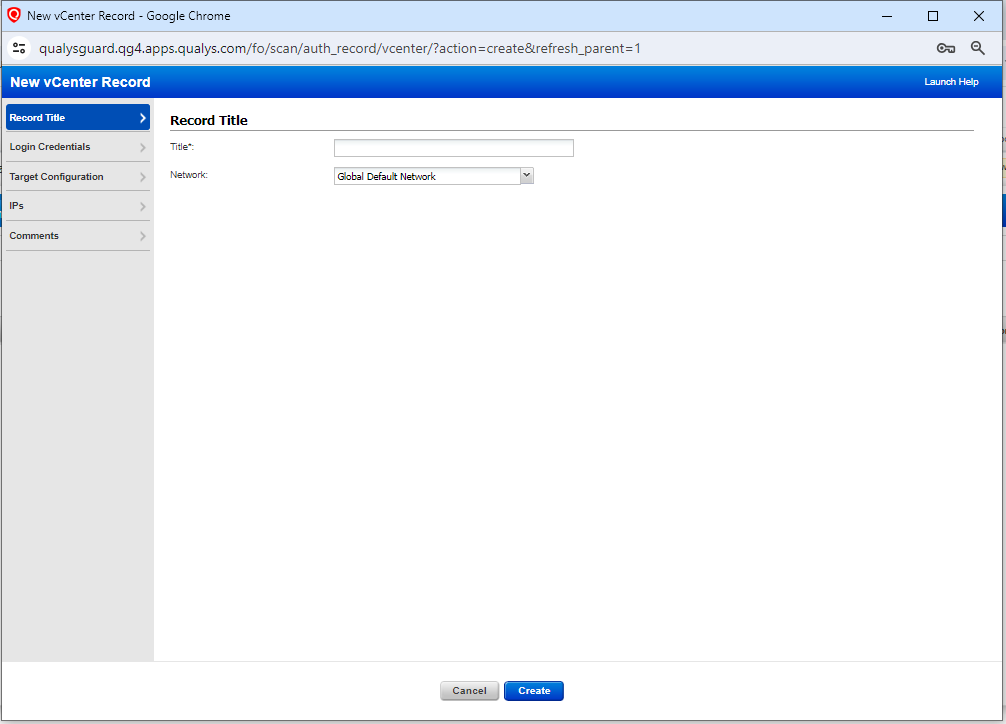 New vCenter Record - Google Chrome
qualysguard.qg4.apps.qualys.com/fo/scan/auth_record/vcenter/?action=create&refresh_parent=1
New vCenter Record
Launch Help
Record Title
Login Credentials
Target Configuration
IPs
Comments
Record Title
Title*:
Network:
Global Default Network
Cancel
Create